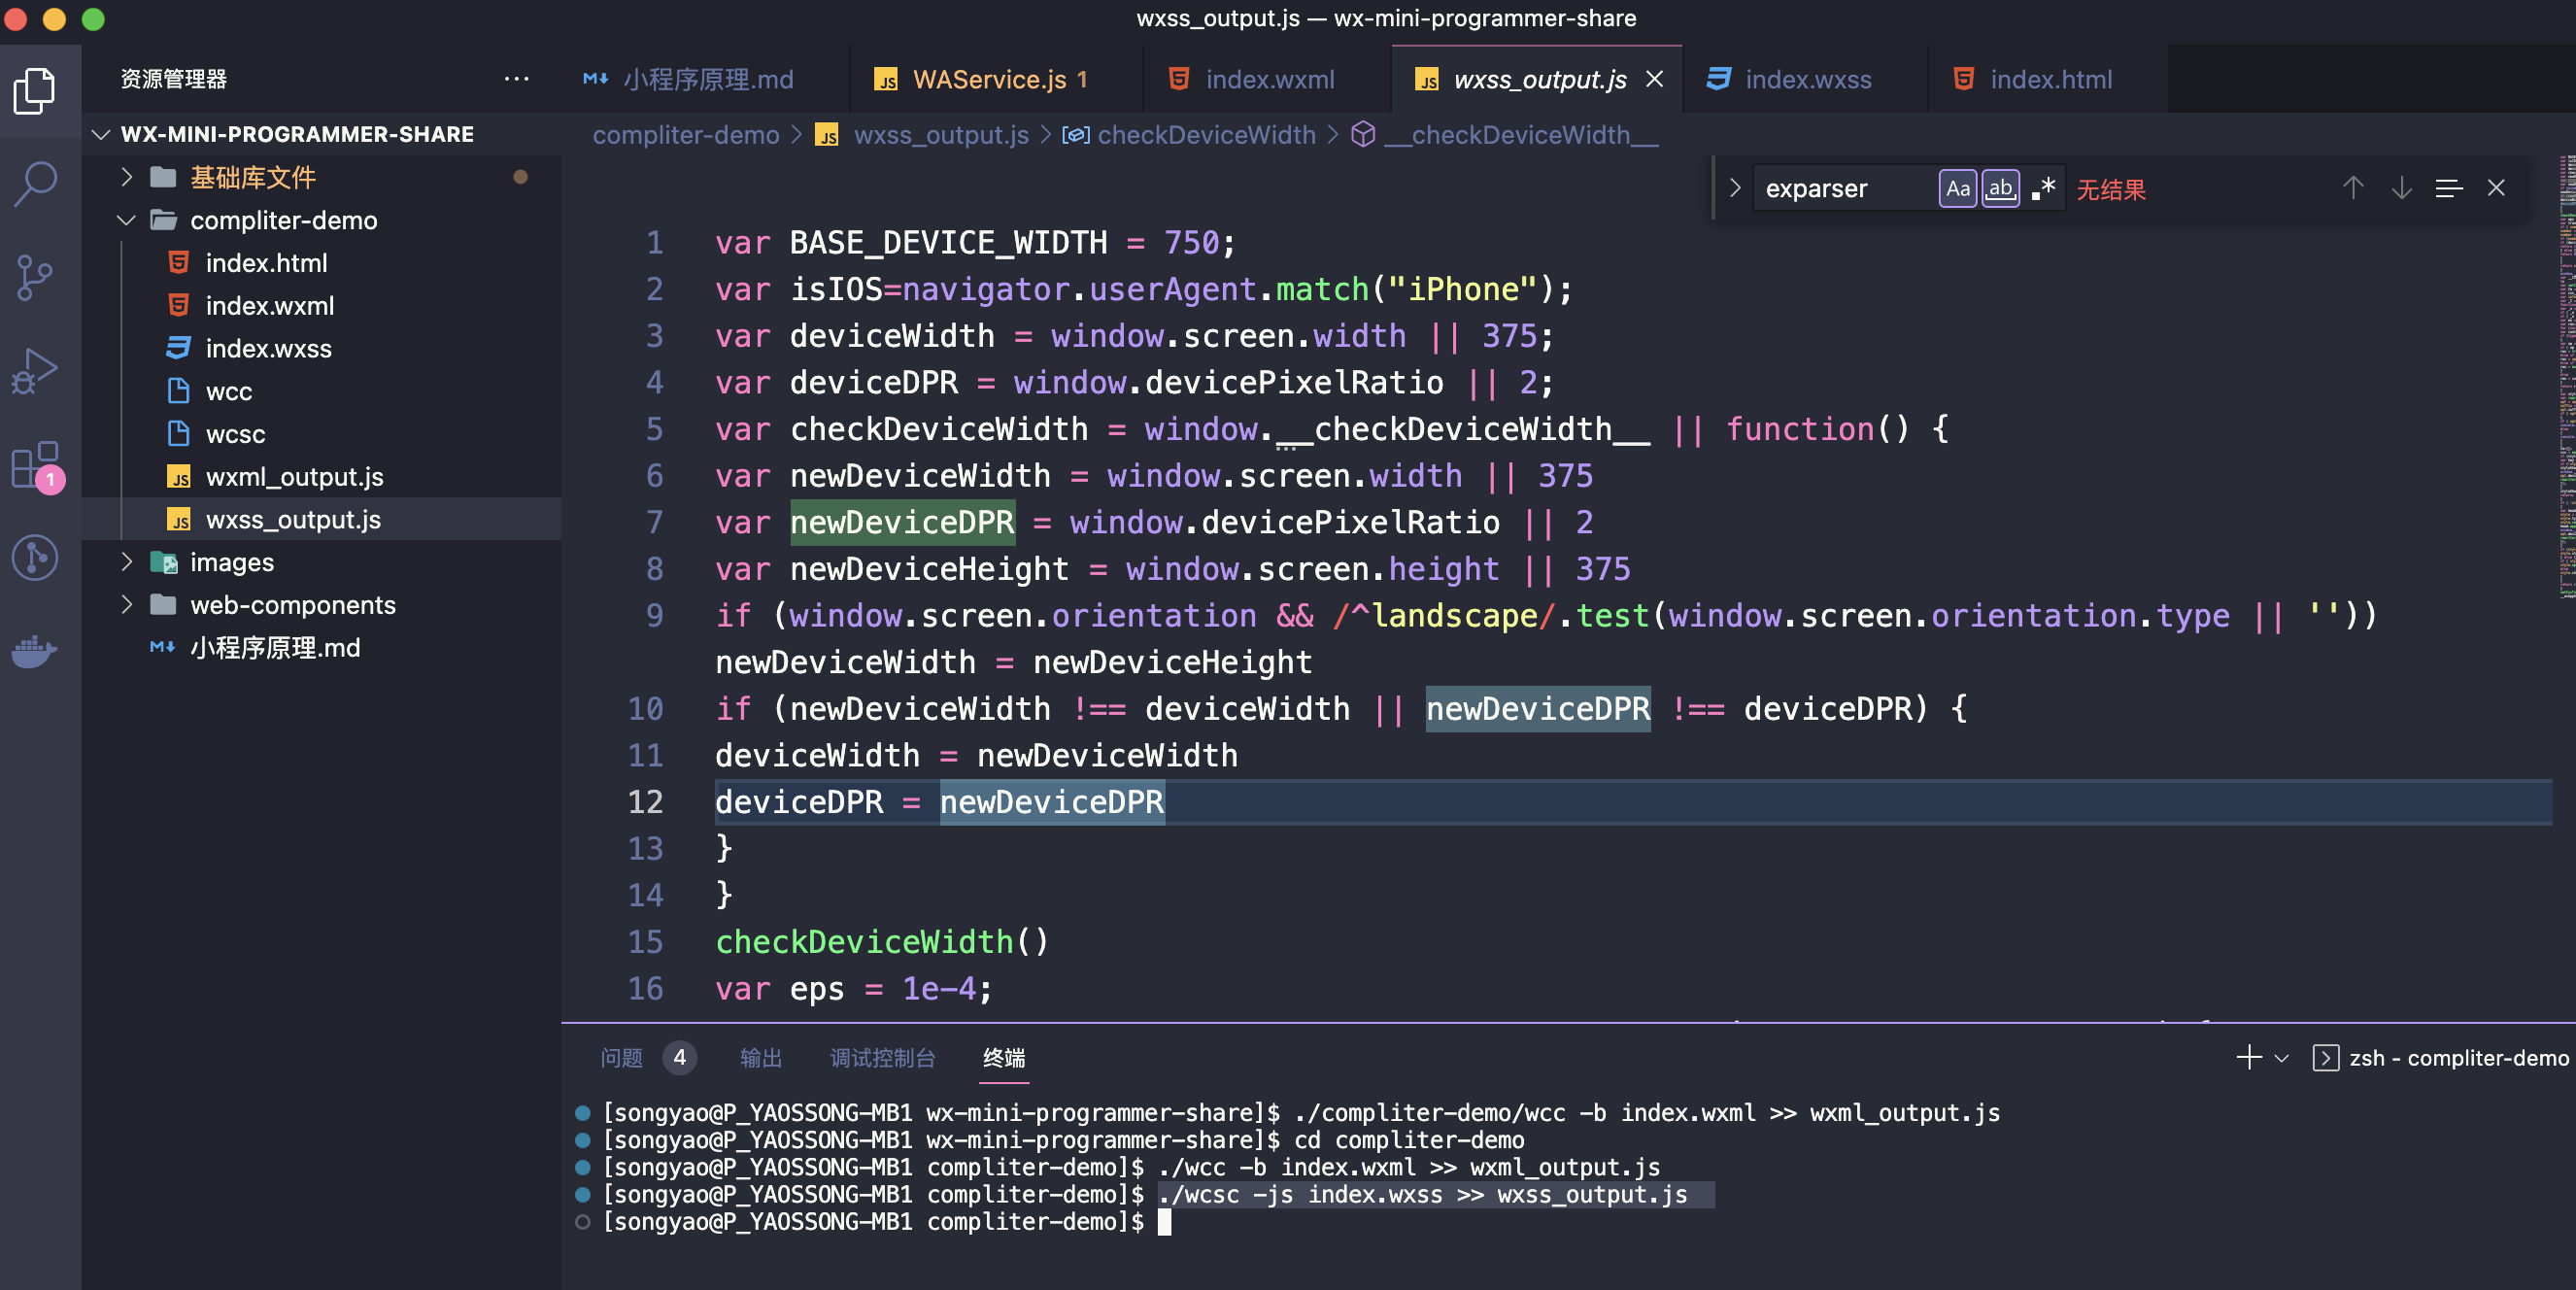 wxss_output.js — wx-mini-programmer-share
资源管理器
WX-MINI-PROGRAMMER-SHARE
基础库文件
compliter-demo
index.html
index.wxml
index.wxss
wcc
wcsc
wxml_output.js
wxss_output.js
images
web-components
小程序原理.md
1
小程序原理.md
WAService.js 1
index.wxml
wxss_output.js
index.wxss
index.html
compliter-demo > wxss_output.js > checkDeviceWidth > __checkDeviceWidth__
exparser Aa ab .* 无结果
1 var BASE_DEVICE_WIDTH = 750;
2 var isIOS=navigator.userAgent.match("iPhone");
3 var deviceWidth = window.screen.width || 375;
4 var deviceDPR = window.devicePixelRatio || 2;
5 var checkDeviceWidth = window.__checkDeviceWidth__ || function() {
6 var newDeviceWidth = window.screen.width || 375
7 var newDeviceDPR = window.devicePixelRatio || 2
8 var newDeviceHeight = window.screen.height || 375
9 if (window.screen.orientation && /^landscape/.test(window.screen.orientation.type || ''))
newDeviceWidth = newDeviceHeight
10 if (newDeviceWidth !== deviceWidth || newDeviceDPR !== deviceDPR) {
11 deviceWidth = newDeviceWidth
12 deviceDPR = newDeviceDPR
13 }
14 }
15 checkDeviceWidth()
16 var eps = 1e-4;
问题 4 输出 调试控制台 终端
zsh - compliter-demo
[songyao@P_YAOSSONG-MB1 wx-mini-programmer-share]$ ./compliter-demo/wcc -b index.wxml >> wxml_output.js
[songyao@P_YAOSSONG-MB1 wx-mini-programmer-share]$ cd compliter-demo
[songyao@P_YAOSSONG-MB1 compliter-demo]$ ./wcc -b index.wxml >> wxml_output.js
[songyao@P_YAOSSONG-MB1 compliter-demo]$ ./wcsc -js index.wxss >> wxss_output.js
[songyao@P_YAOSSONG-MB1 compliter-demo]$